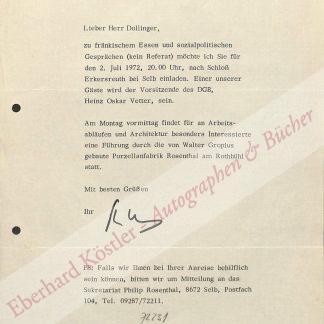 Lieber Herr Dollinger,
zu fränkischem Essen und sozialpolitischen
Gesprächen (kein Referat) möchte ich Sie für
den 2. Juli 1972, 20.00 Uhr, nach Schloß
Erkersreuth bei Selb einladen. Einer unserer
Gäste wird der Vorsitzende des DGB,
Heinz Oskar Vetter, sein.
Am Montag vormittag findet für an Arbeits-
abläufen und Architektur besonders Interessierte
eine Führung durch die von Walter Gropius
gebaute Porzellanfabrik Rosenthal am Rothbühl
statt.
Mit besten Grüßen
Ihr
PS: Falls wir Ihnen bei Ihrer Anreise behilflich
sein können, bitten wir um Mitteilung an das
Sekretariat Philip Rosenthal, 8672 Selb, Postfach
104, Tel. 09287/72211.
Eberhard Köstler - Autographen & Bücher